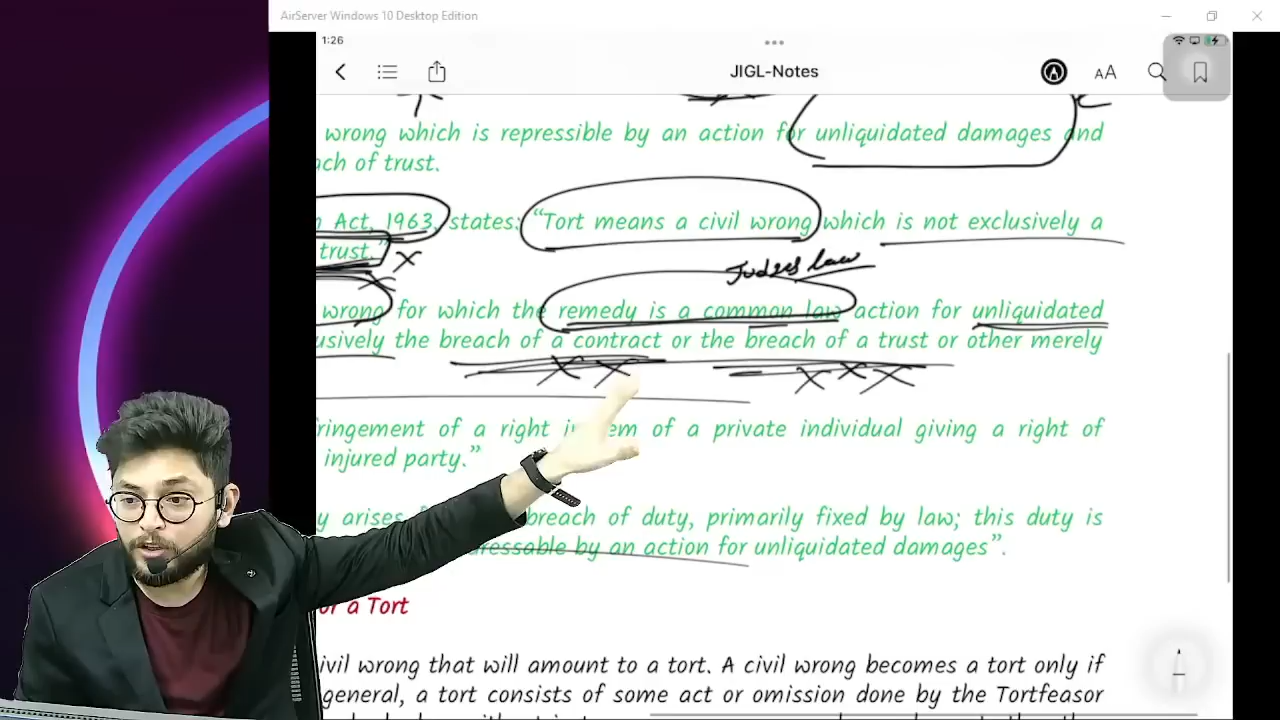 AirServer Windows 10 Desktop Edition
1:26
JIGL-Notes
AA
wrong which is repressible by an action for unliquidated damages and
ach of trust.
n Act, 1963, states: “Tort means a civil wrong which is not exclusively a
trust.”
Judges law
wrong for which the remedy is a common law action for unliquidated
usively the breach of a contract or the breach of a trust or other merely
fringement of a right in rem of a private individual giving a right of
injured party.”
y arises breach of duty, primarily fixed by law; this duty is
dressable by an action for unliquidated damages”.
or a Tort
ivil wrong that will amount to a tort. A civil wrong becomes a tort only if
general, a tort consists of some act or omission done by the Tortfeasor